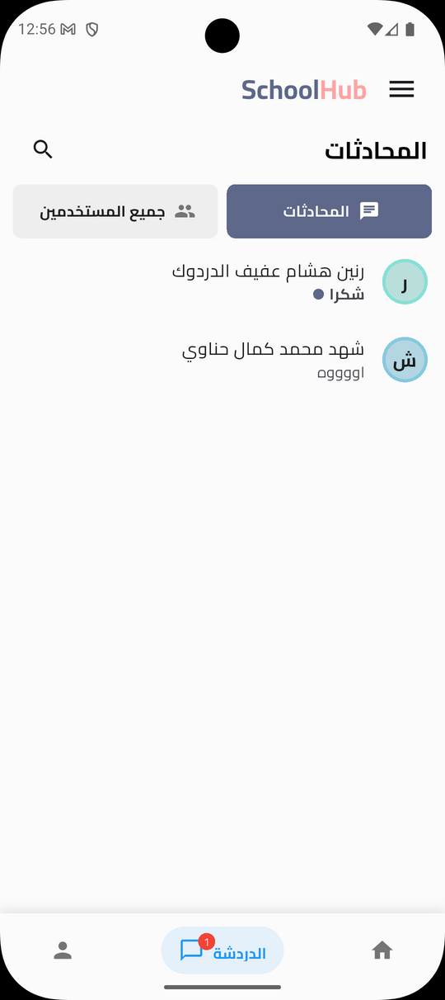 12:56
SchoolHub
المحادثات
المحادثات
جميع المستخدمين
ر
رنين هشام عفيف الدردوك
شكرا
ش
شهد محمد كمال حناوي
اووووه
الدردشة
1